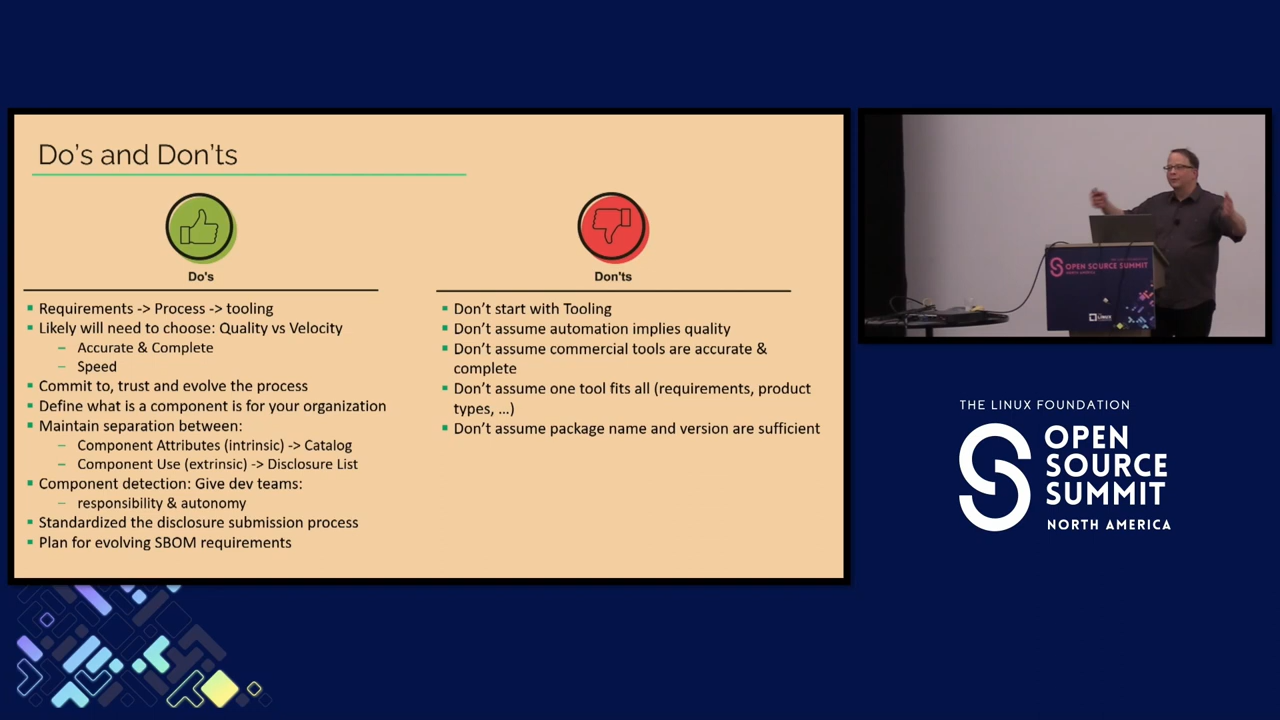 Do's and Don'ts
Do's
▪ Requirements -> Process -> tooling
▪ Likely will need to choose: Quality vs Velocity
– Accurate & Complete
– Speed
▪ Commit to, trust and evolve the process
▪ Define what is a component is for your organization
▪ Maintain separation between:
– Component Attributes (intrinsic) -> Catalog
– Component Use (extrinsic) -> Disclosure List
▪ Component detection: Give dev teams:
– responsibility & autonomy
▪ Standardized the disclosure submission process
▪ Plan for evolving SBOM requirements
Don'ts
▪ Don't start with Tooling
▪ Don't assume automation implies quality
▪ Don't assume commercial tools are accurate &
complete
▪ Don't assume one tool fits all (requirements, product
types, …)
▪ Don't assume package name and version are sufficient
OPEN SOURCE SUMMIT
NORTH AMERICA
LINUX
THE LINUX FOUNDATION
OPEN
SOURCE
SUMMIT
NORTH AMERICA